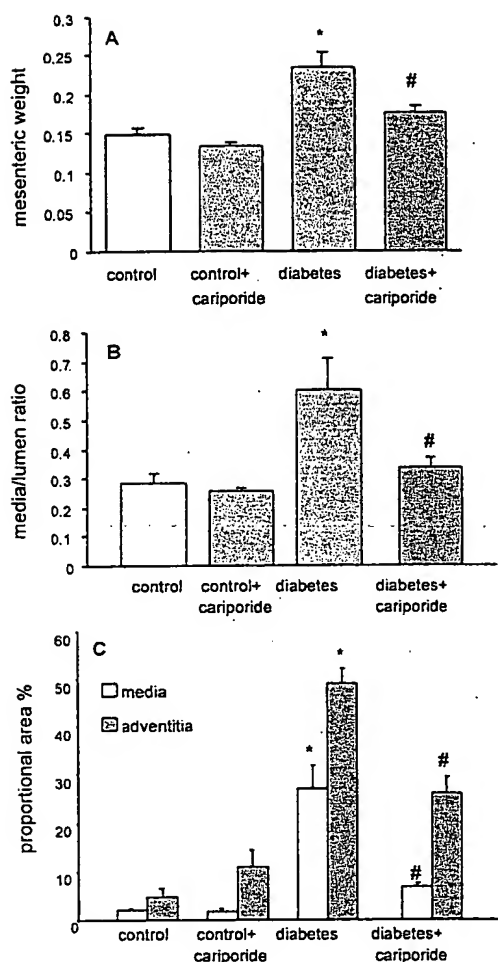 A
*
#
mesenteric weight
0.3
0.25
0.2
0.15
0.1
0.05
0
control
control+
cariporide
diabetes
diabetes+
cariporide
B
*
#
media/lumen ratio
0.8
0.7
0.6
0.5
0.4
0.3
0.2
0.1
0
control
control+
cariporide
diabetes
diabetes+
cariporide
C
media
adventitia
*
*
#
#
proportional area %
60
50
40
30
20
10
0
control
control+
cariporide
diabetes
diabetes+
cariporide